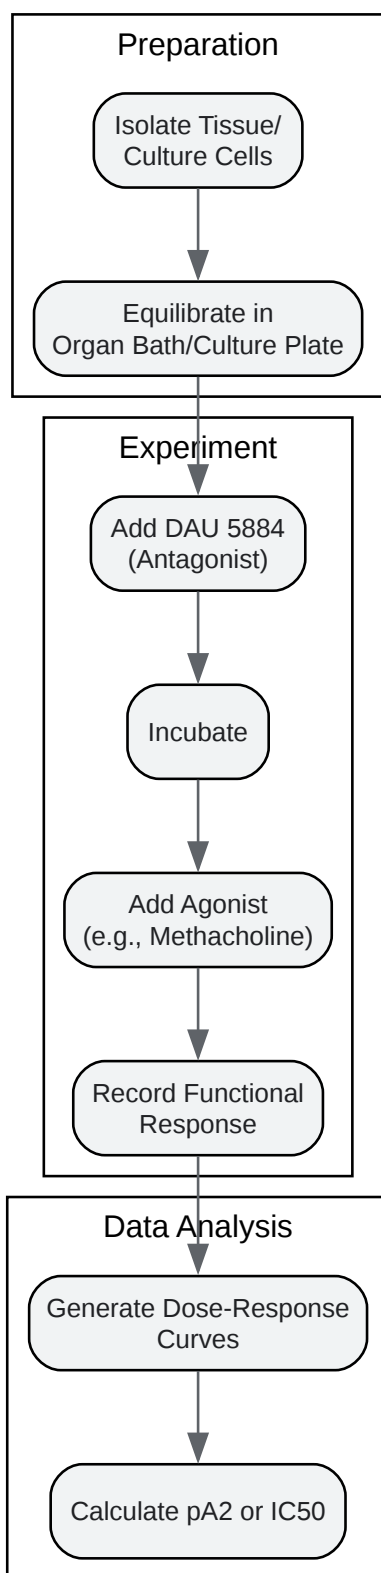 Preparation
Isolate Tissue/
Culture Cells
Equilibrate in
Organ Bath/Culture Plate
Experiment
Add DAU 5884
(Antagonist)
Incubate
Add Agonist
(e.g., Methacholine)
Record Functional
Response
Data Analysis
Generate Dose-Response
Curves
Calculate pA2 or IC50